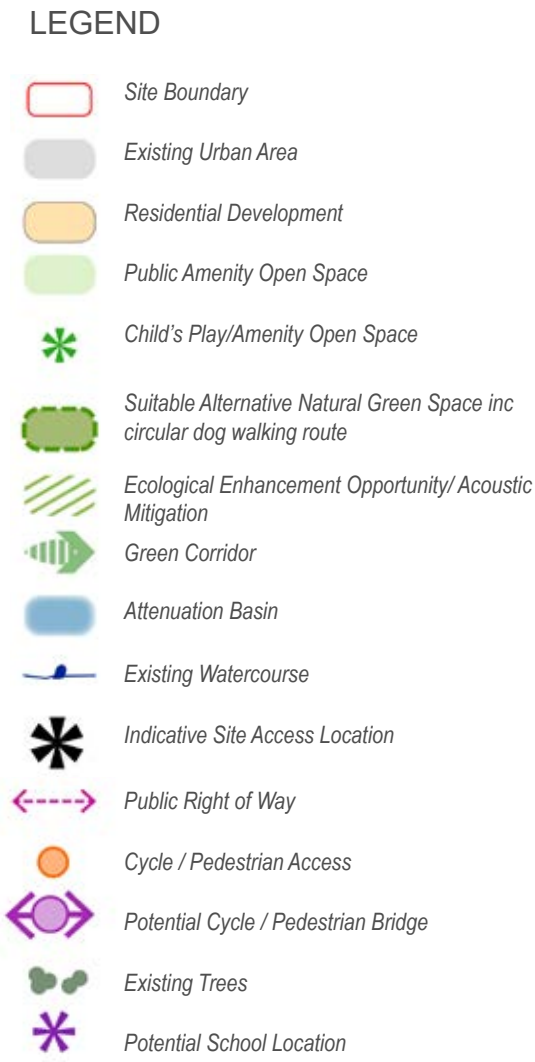 LEGEND
Site Boundary
Existing Urban Area
Residential Development
Public Amenity Open Space
Child's Play/Amenity Open Space
Suitable Alternative Natural Green Space inc
circular dog walking route
Ecological Enhancement Opportunity/ Acoustic
Mitigation
Green Corridor
Attenuation Basin
Existing Watercourse
Indicative Site Access Location
Public Right of Way
Cycle / Pedestrian Access
Potential Cycle / Pedestrian Bridge
Existing Trees
Potential School Location